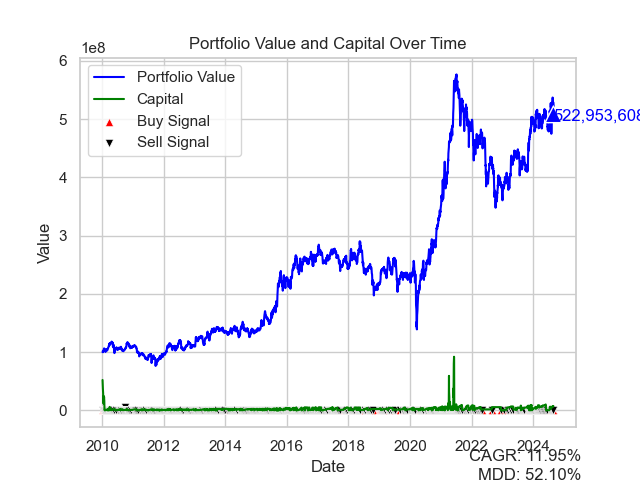 Portfolio Value and Capital Over Time
1e8
6
5
4
3
2
1
0
Value
Portfolio Value
Capital
Buy Signal
Sell Signal
522,953,608
2010
2012
2014
2016
2018
2020
2022
2024
Date
CAGR: 11.95%
MDD: 52.10%